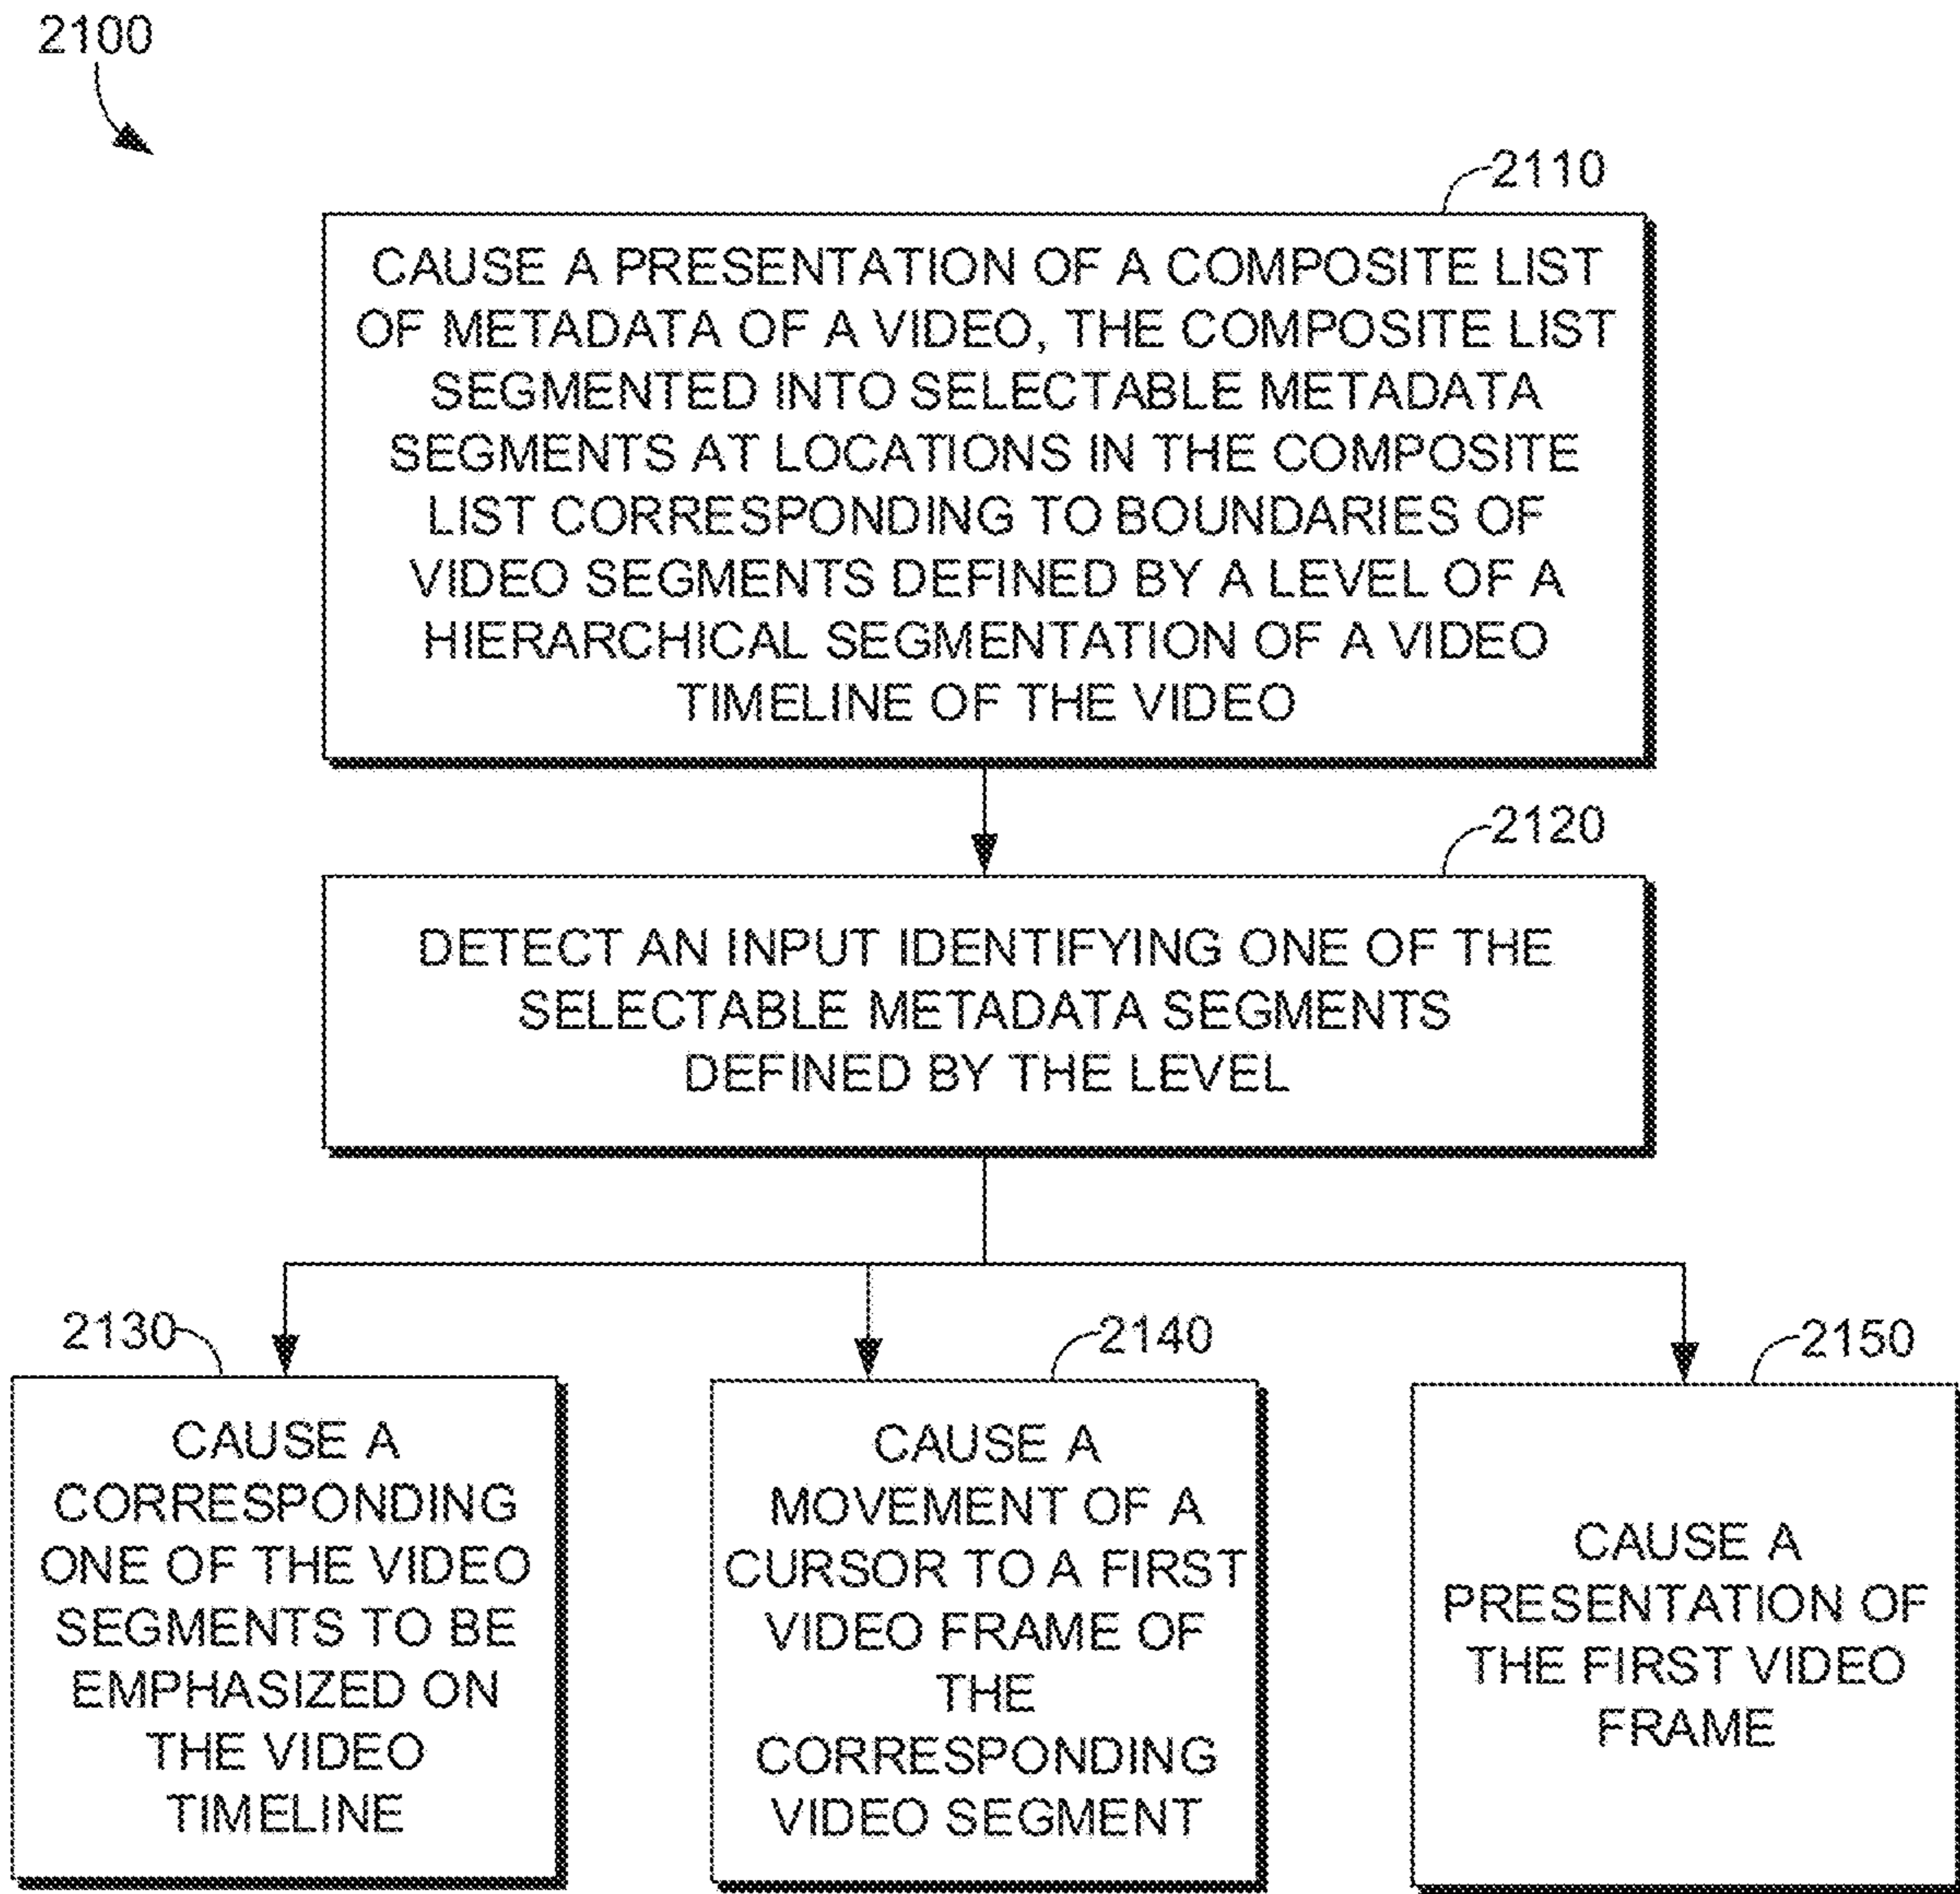 2100
2110
CAUSE A PRESENTATION OF A COMPOSITE LIST
OF METADATA OF A VIDEO, THE COMPOSITE LIST
SEGMENTED INTO SELECTABLE METADATA
SEGMENTS AT LOCATIONS IN THE COMPOSITE
LIST CORRESPONDING TO BOUNDARIES OF
VIDEO SEGMENTS DEFINED BY A LEVEL OF A
HIERARCHICAL SEGMENTATION OF A VIDEO
TIMELINE OF THE VIDEO
2120
DETECT AN INPUT IDENTIFYING ONE OF THE
SELECTABLE METADATA SEGMENTS
DEFINED BY THE LEVEL
2130
CAUSE A
CORRESPONDING
ONE OF THE VIDEO
SEGMENTS TO BE
EMPHASIZED ON
THE VIDEO
TIMELINE
2140
CAUSE A
MOVEMENT OF A
CURSOR TO A FIRST
VIDEO FRAME OF
THE
CORRESPONDING
VIDEO SEGMENT
2150
CAUSE A
PRESENTATION OF
THE FIRST VIDEO
FRAME